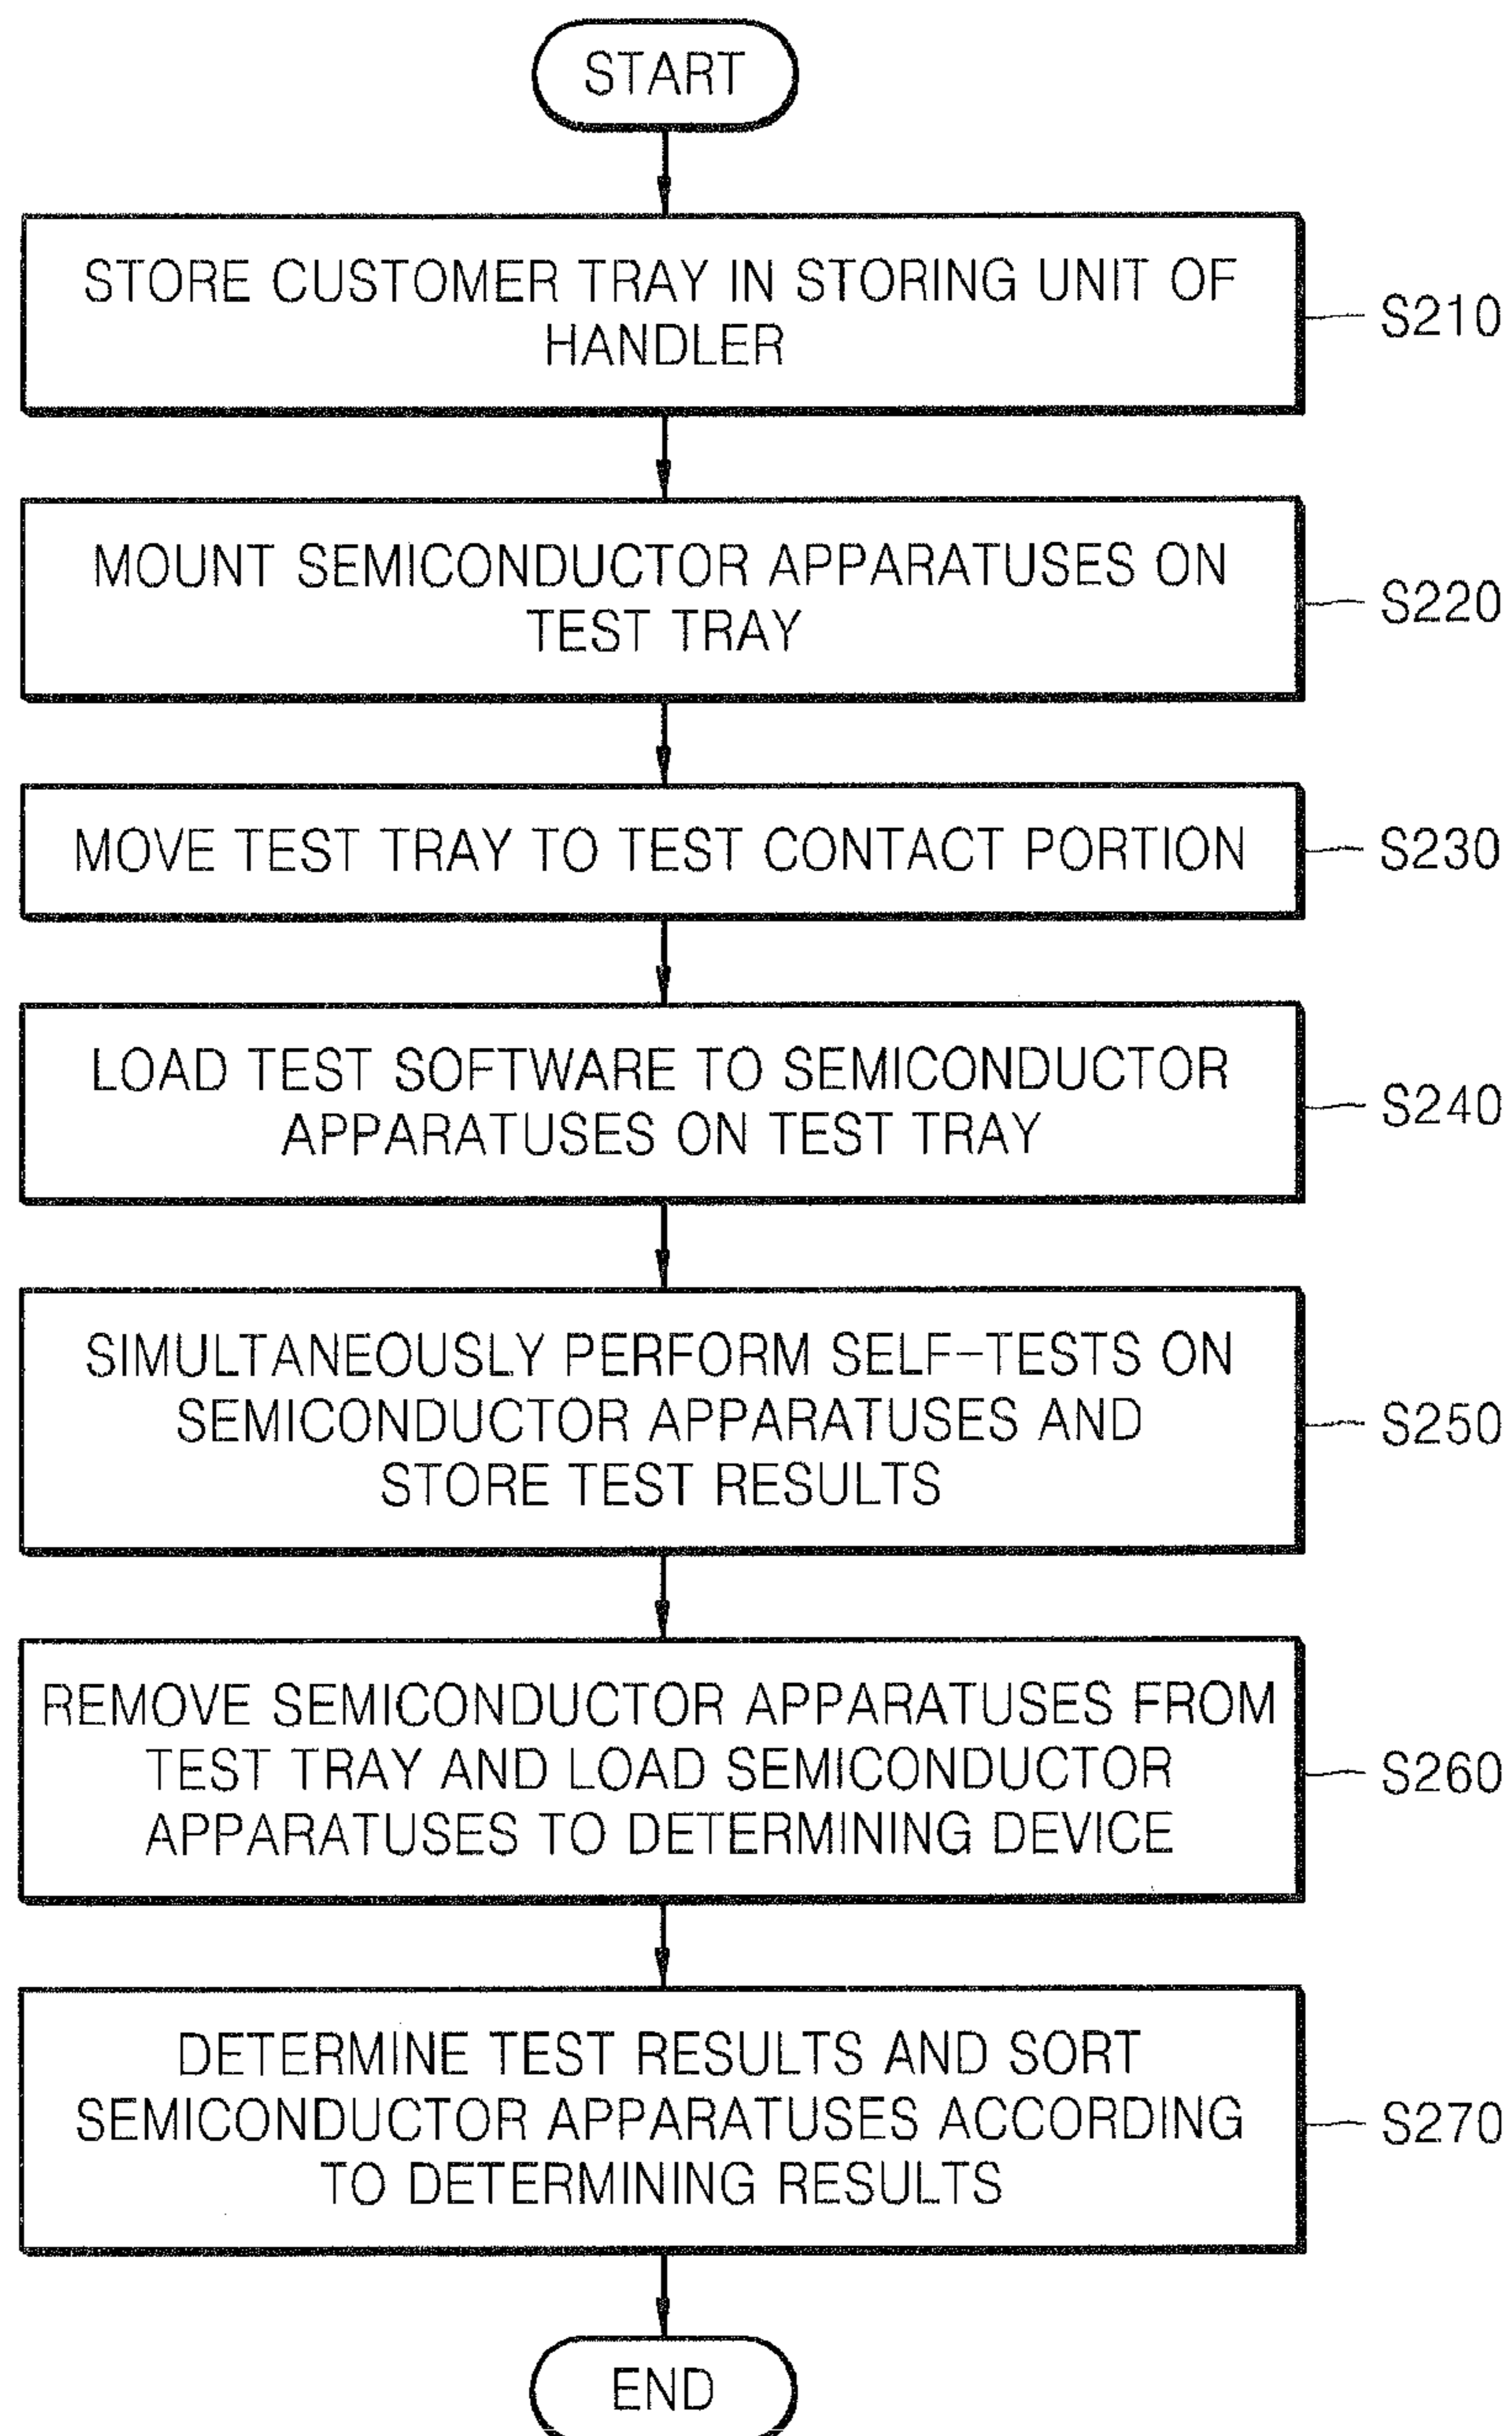 START
STORE CUSTOMER TRAY IN STORING UNIT OF
HANDLER
S210
MOUNT SEMICONDUCTOR APPARATUSES ON
TEST TRAY
S220
MOVE TEST TRAY TO TEST CONTACT PORTION
S230
LOAD TEST SOFTWARE TO SEMICONDUCTOR
APPARATUSES ON TEST TRAY
S240
SIMULTANEOUSLY PERFORM SELF-TESTS ON
SEMICONDUCTOR APPARATUSES AND
STORE TEST RESULTS
S250
REMOVE SEMICONDUCTOR APPARATUSES FROM
TEST TRAY AND LOAD SEMICONDUCTOR
APPARATUSES TO DETERMINING DEVICE
S260
DETERMINE TEST RESULTS AND SORT
SEMICONDUCTOR APPARATUSES ACCORDING
TO DETERMINING RESULTS
S270
END